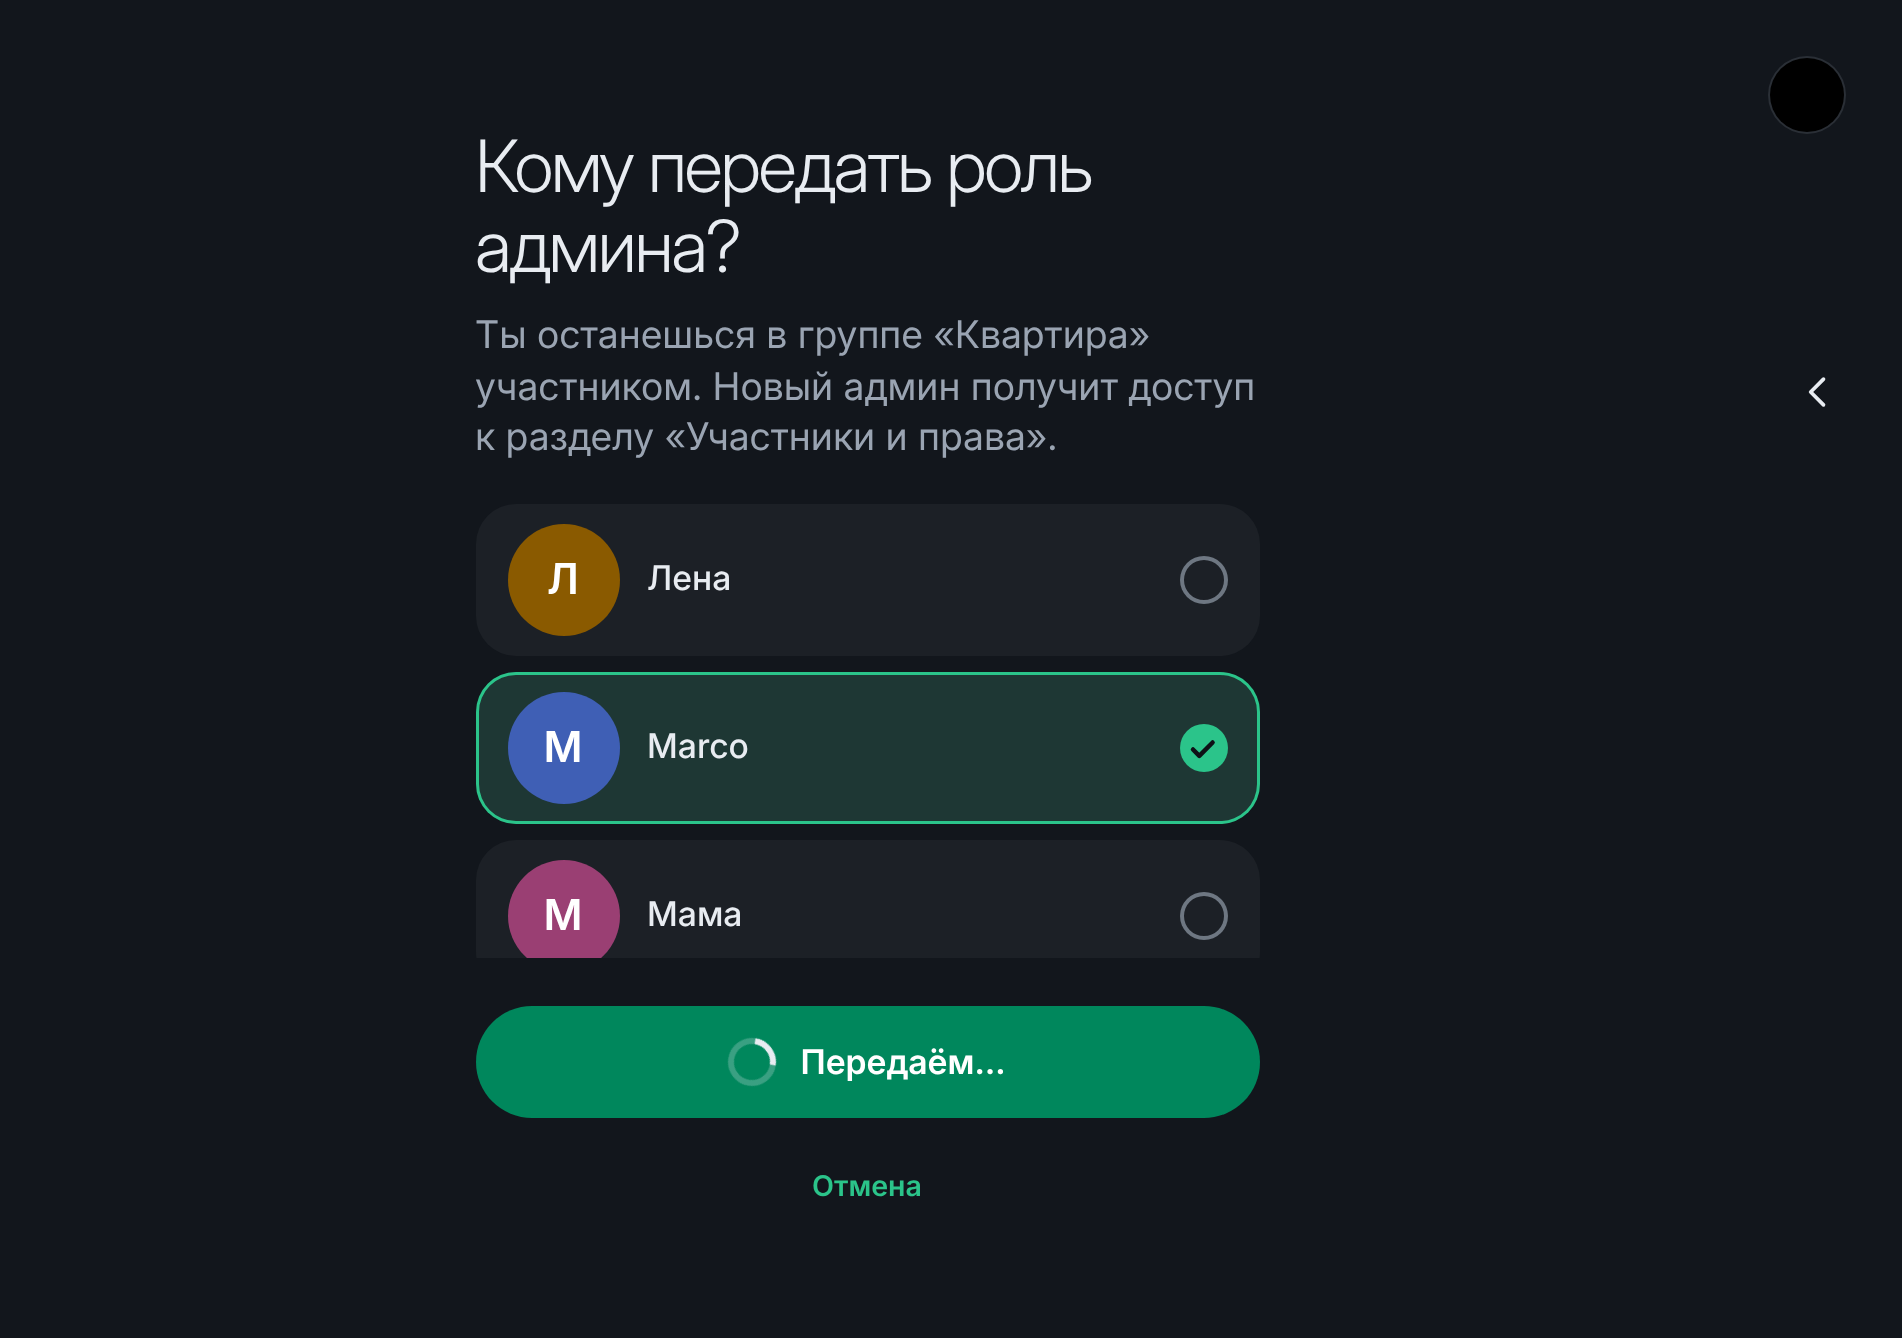 Кому передать роль
админа?
Ты останешься в группе «Квартира»
участником. Новый админ получит доступ
к разделу «Участники и права».
Л
Лена
M
Marco
М
Мама
Передаём...
Отмена